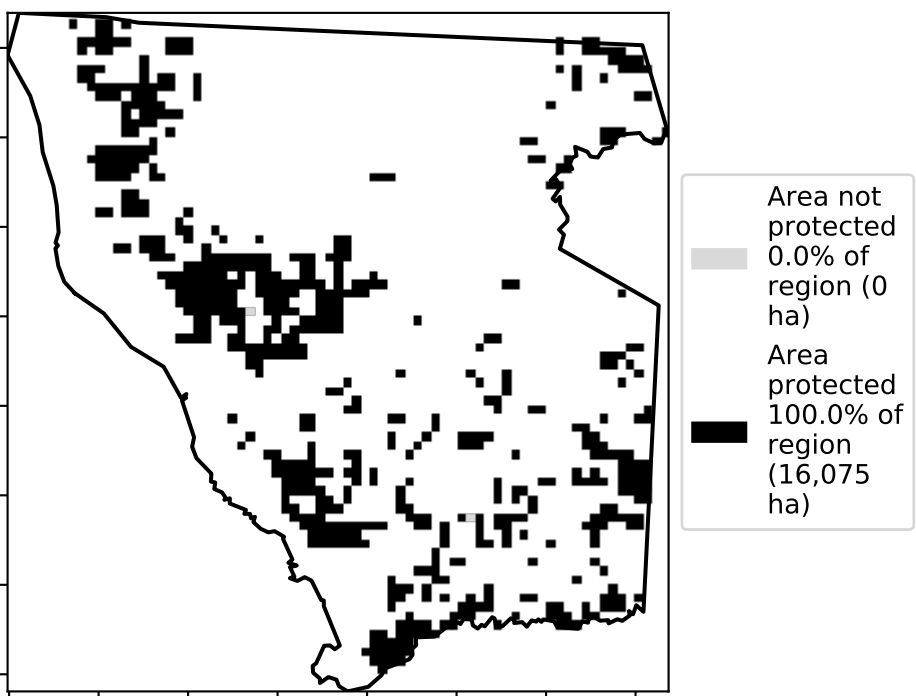 Area not
protected
0.0% of
region (0
ha)
Area
protected
100.0% of
region
(16,075
ha)